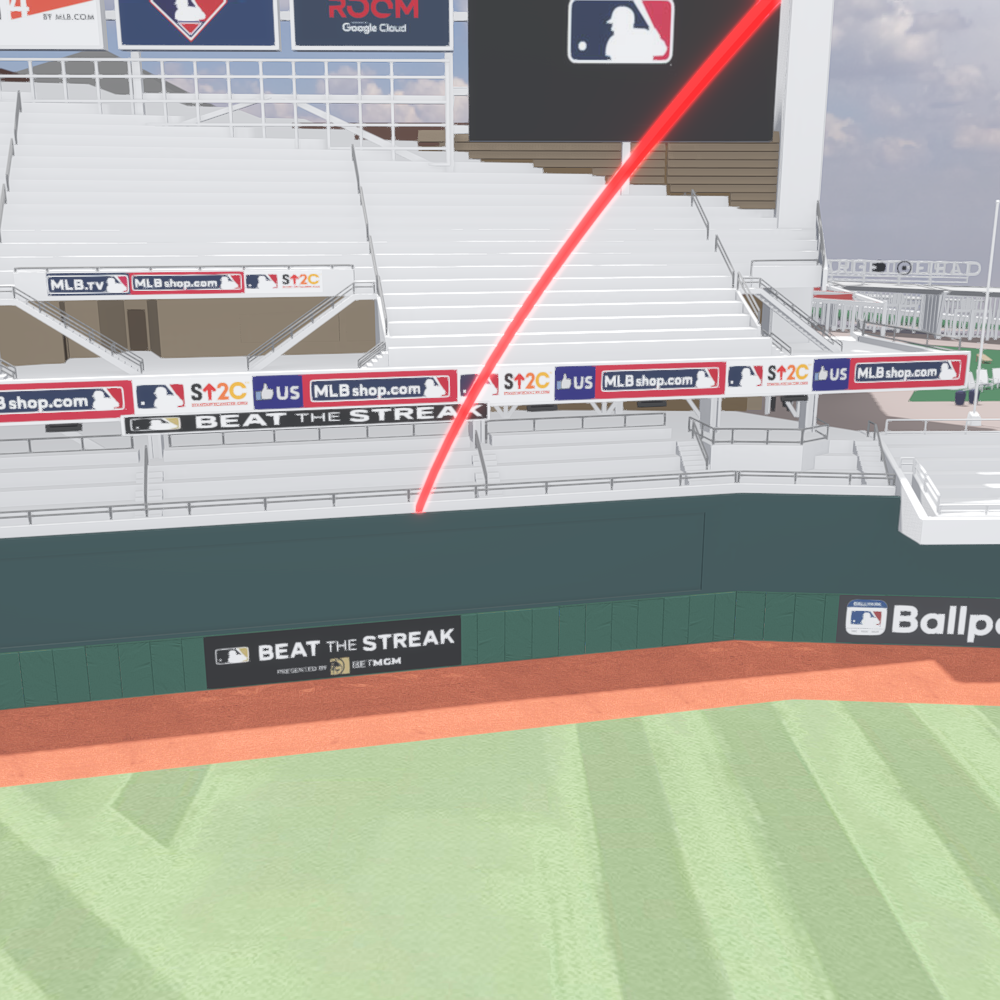 BY MLB.COM
ROOM
Google Cloud
MLB.TV MLBshop.com S↑2C
Bshop.com S↑2C 👍US MLBshop.com S↑2C 👍US MLBshop.com S↑2C 👍US MLBshop.com
BEAT THE STREAK
BEAT THE STREAK
PRESENTED BY BETMGM
Ballp